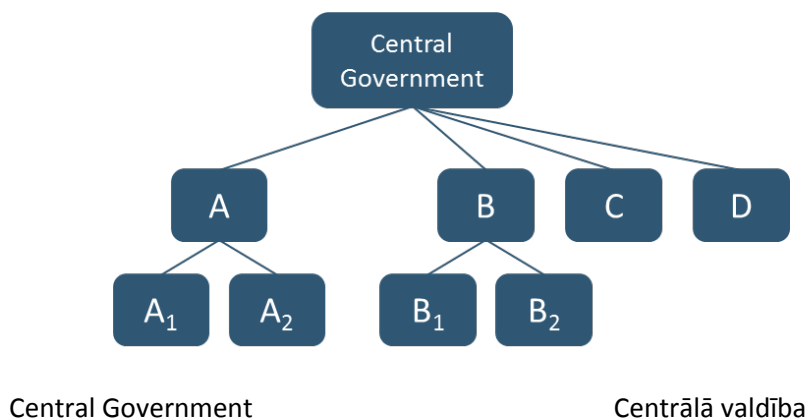 Central
Government
A
B
C
D
A₁
A₂
B₁
B₂
Central Government
Centrālā valdība